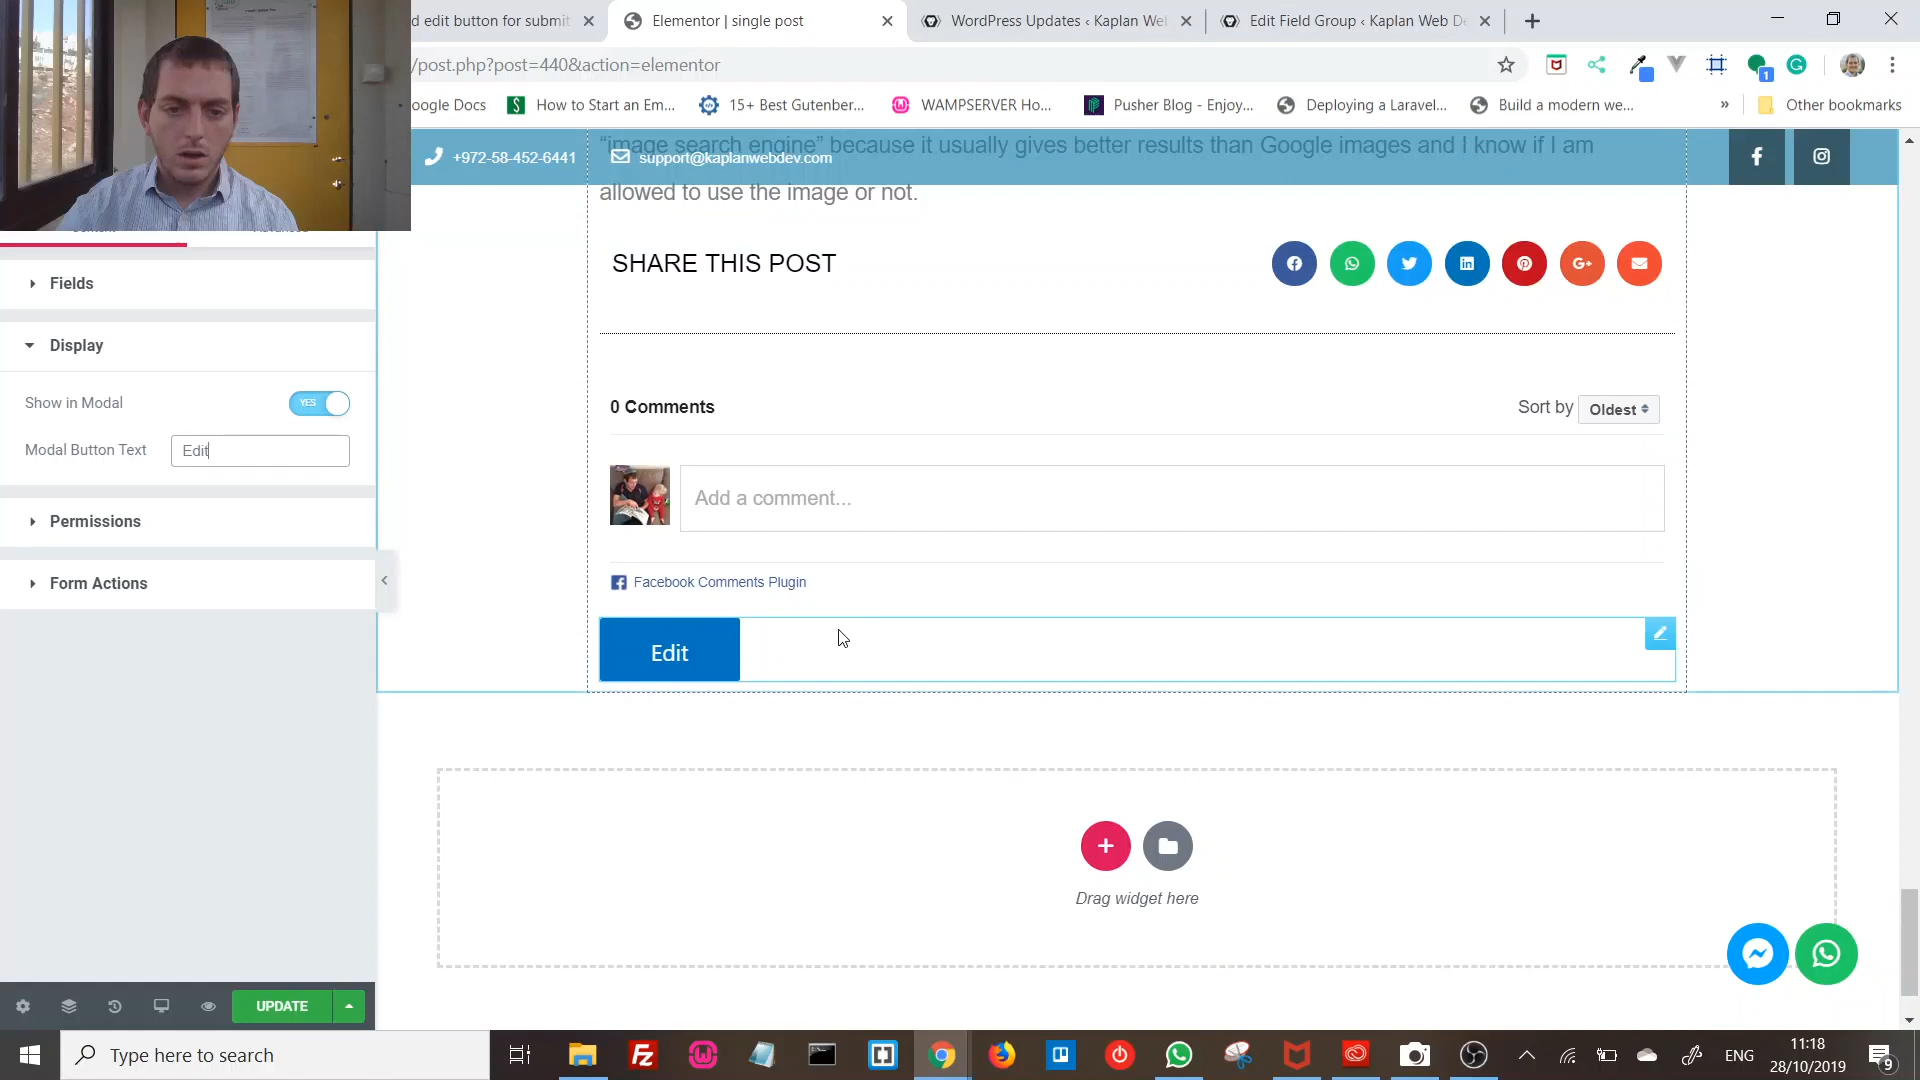 d edit button for submit
Elementor | single post
WordPress Updates ‹ Kaplan We
Edit Field Group ‹ Kaplan Web D
/post.php?post=440&action=elementor
oogle Docs
How to Start an Em...
15+ Best Gutenber...
WAMPSERVER Ho...
Pusher Blog - Enjoy...
Deploying a Laravel...
Build a modern we...
»
Other bookmarks
"image search engine" because it usually gives better results than Google images and I know if I am
+972-58-452-6441
support@kaplanwebdev.com
allowed to use the image or not.
SHARE THIS POST
Fields
Display
Show in Modal
YES
Modal Button Text
Edit
Permissions
Form Actions
0 Comments
Sort by
Oldest
Add a comment...
Facebook Comments Plugin
Edit
Drag widget here
UPDATE
Type here to search
ENG
11:18
28/10/2019
9